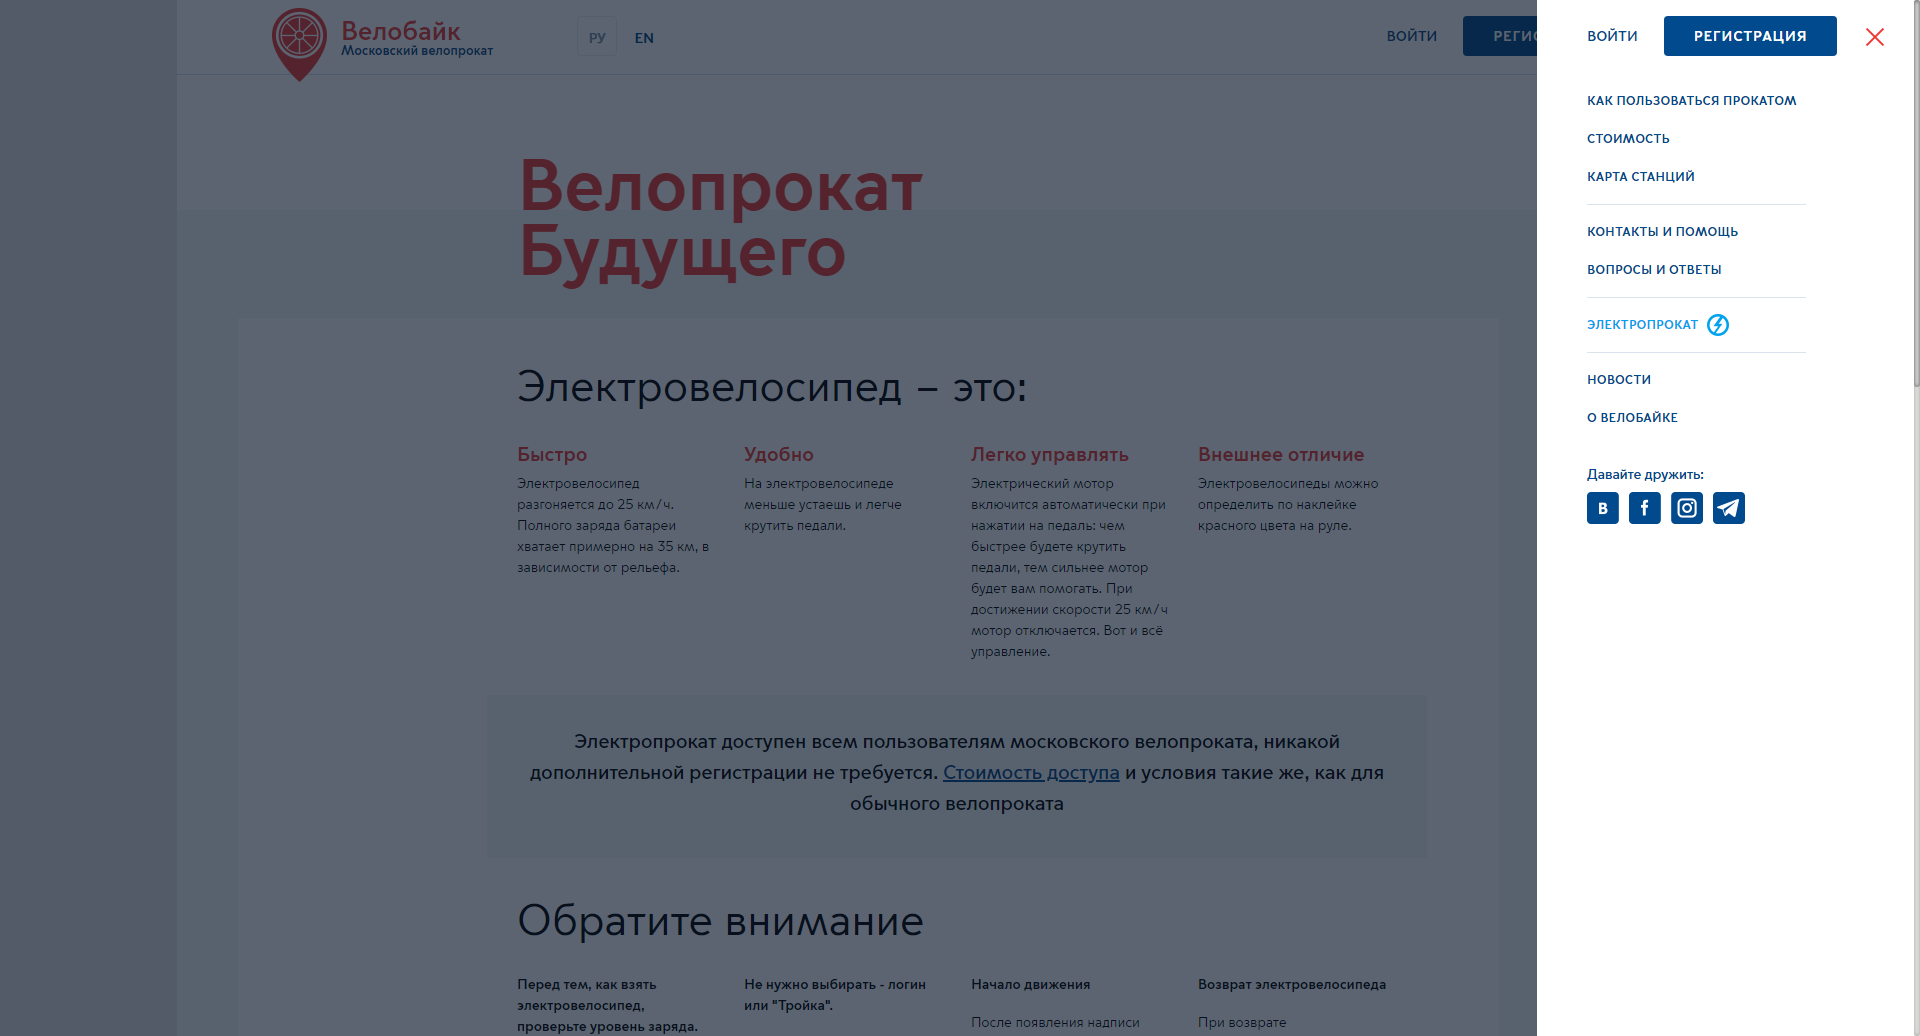 Велобайк
Московский велопрокат
РУ
EN
ВОЙТИ
РЕГИС
ВОЙТИ
РЕГИСТРАЦИЯ
КАК ПОЛЬЗОВАТЬСЯ ПРОКАТОМ
СТОИМОСТЬ
КАРТА СТАНЦИЙ
КОНТАКТЫ И ПОМОЩЬ
ВОПРОСЫ И ОТВЕТЫ
ЭЛЕКТРОПРОКАТ
НОВОСТИ
О ВЕЛОБАЙКЕ
Давайте дружить:
Велопрокат
Будущего
Электровелосипед – это:
Быстро
Электровелосипед
разгоняется до 25 км/ч.
Полного заряда батареи
хватает примерно на 35 км, в
зависимости от рельефа.
Удобно
На электровелосипеде
меньше устаешь и легче
крутить педали.
Легко управлять
Электрический мотор
включится автоматически при
нажатии на педаль: чем
быстрее будете крутить
педали, тем сильнее мотор
будет вам помогать. При
достижении скорости 25 км/ч
мотор отключается. Вот и всё
управление.
Внешнее отличие
Электровелосипеды можно
определить по наклейке
красного цвета на руле.
Электропрокат доступен всем пользователям московского велопроката, никакой
дополнительной регистрации не требуется. Стоимость доступа и условия такие же, как для
обычного велопроката
Обратите внимание
Перед тем, как взять
электровелосипед,
проверьте уровень заряда.
Не нужно выбирать - логин
или "Тройка".
Начало движения
После появления надписи
Возврат электровелосипеда
При возврате